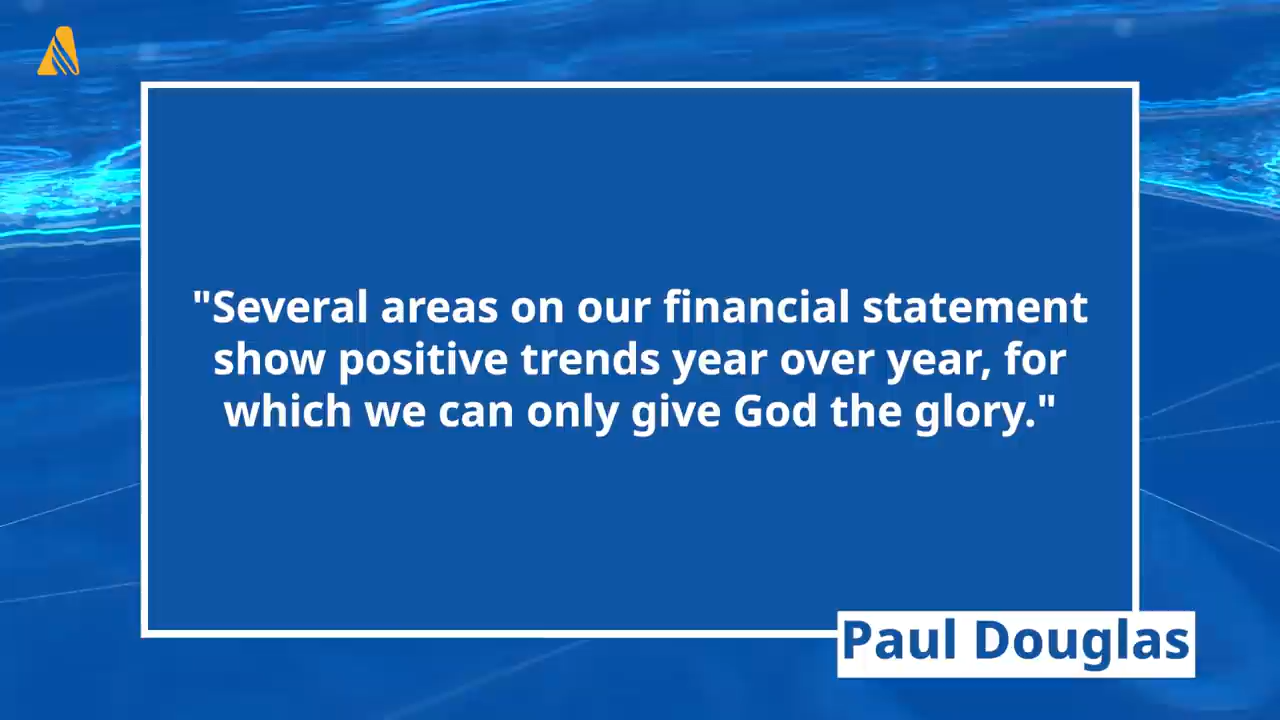 "Several areas on our financial statement
show positive trends year over year, for
which we can only give God the glory."
Paul Douglas